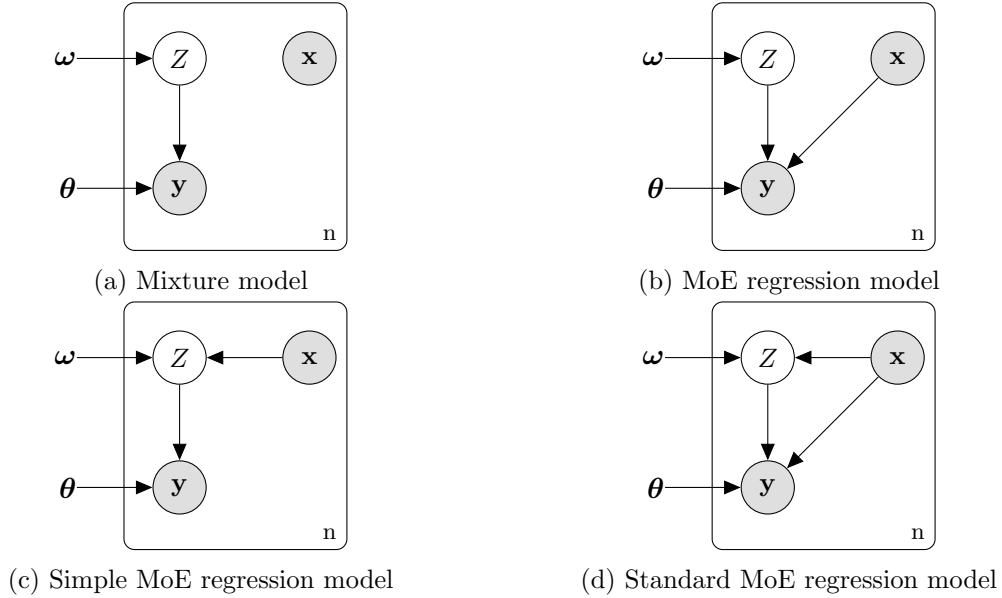 ω Z x ω Z x
θ y θ y
n n
(a) Mixture model (b) MoE regression model
ω Z x ω Z x
θ y θ y
n n
(c) Simple MoE regression model (d) Standard MoE regression model